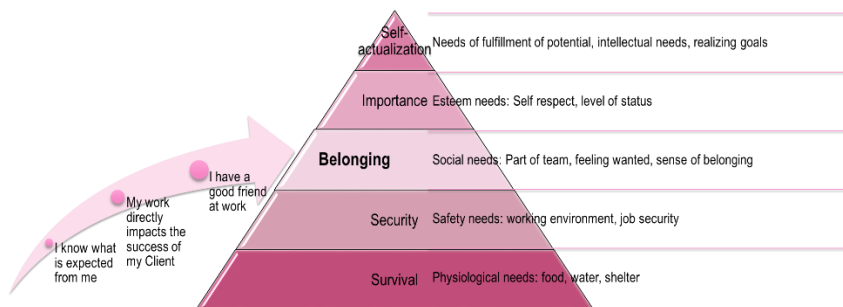 Self-
actualization
Needs of fulfillment of potential, intellectual needs, realizing goals
Importance
Esteem needs: Self respect, level of status
Belonging
Social needs: Part of team, feeling wanted, sense of belonging
Security
Safety needs: working environment, job security
Survival
Physiological needs: food, water, shelter
I know what
is expected
from me
My work
directly
impacts the
success of
my Client
I have a
good friend
at work